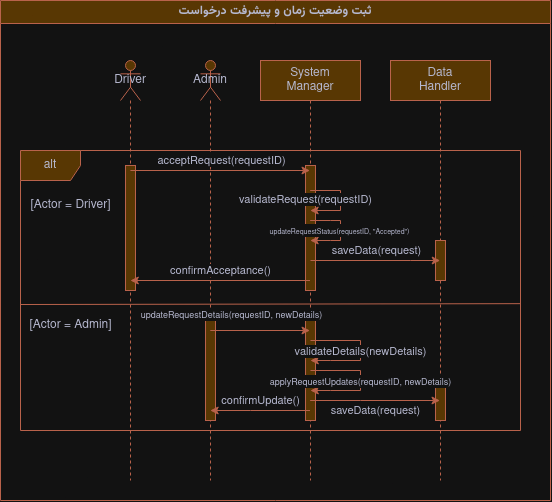 ثبت وضعیت زمان و پیشرفت درخواست
Driver
Admin
System
Manager
Data
Handler
alt
acceptRequest(requestID)
[Actor = Driver]
validateRequest(requestID)
updateRequestStatus(requestID, "Accepted")
saveData(request)
confirmAcceptance()
[Actor = Admin]
updateRequestDetails(requestID, newDetails)
validateDetails(newDetails)
applyRequestUpdates(requestID, newDetails)
confirmUpdate()
saveData(request)